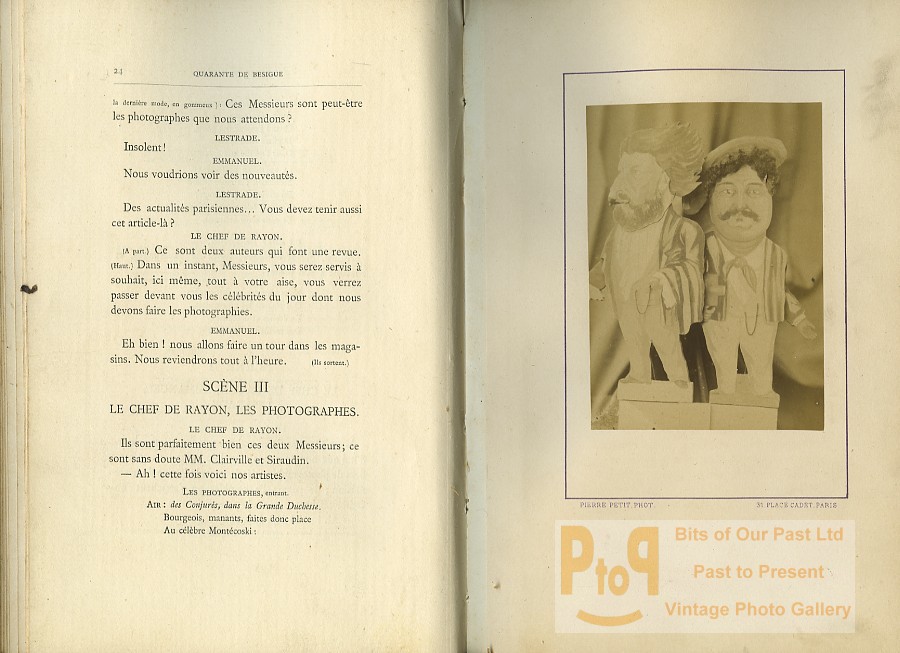 24
QUARANTE DE BESIGUE
la dernière mode, en gommeux) : Ces Messieurs sont peut-être
les photographes que nous attendons ?
LESTRADE.
Insolent !
EMMANUEL.
Nous voudrions voir des nouveautés.
LESTRADE.
Des actualités parisiennes... Vous devez tenir aussi
cet article-là ?
LE CHEF DE RAYON.
(A part.) Ce sont deux auteurs qui font une revue.
(Haut.) Dans un instant, Messieurs, vous serez servis à
souhait, ici même, tout à votre aise, vous verrez
passer devant vous les célébrités du jour dont nous
devons faire les photographies.
EMMANUEL.
Eh bien ! nous allons faire un tour dans les maga-
sins. Nous reviendrons tout à l'heure. (Ils sortent.)
SCÈNE III
LE CHEF DE RAYON, LES PHOTOGRAPHES.
LE CHEF DE RAYON.
Ils sont parfaitement bien ces deux Messieurs ; ce
sont sans doute MM. Clairville et Siraudin.
— Ah ! cette fois voici nos artistes.
LES PHOTOGRAPHES, entrant.
AIR : des Conjurés, dans la Grande Duchesse.
Bourgeois, manants, faites donc place
Au célèbre Montécoski :
PIERRE PETIT, PHOT.
31 PLACE CADET, PARIS
PtoP
Bits of Our Past Ltd
Past to Present
Vintage Photo Gallery